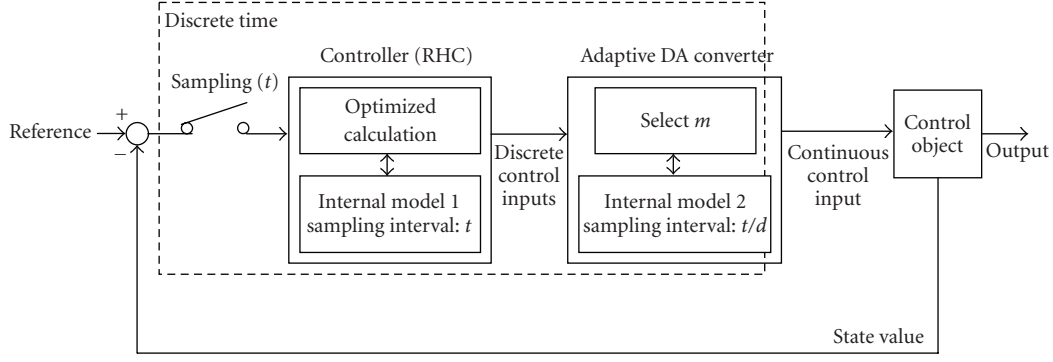 Discrete time
Controller (RHC)
Adaptive DA converter
Sampling (t)
Optimized
calculation
Select m
Reference
+
−
Control
object
Output
Discrete
control
inputs
Continuous
control
input
Internal model 1
sampling interval: t
Internal model 2
sampling interval: t/d
State value